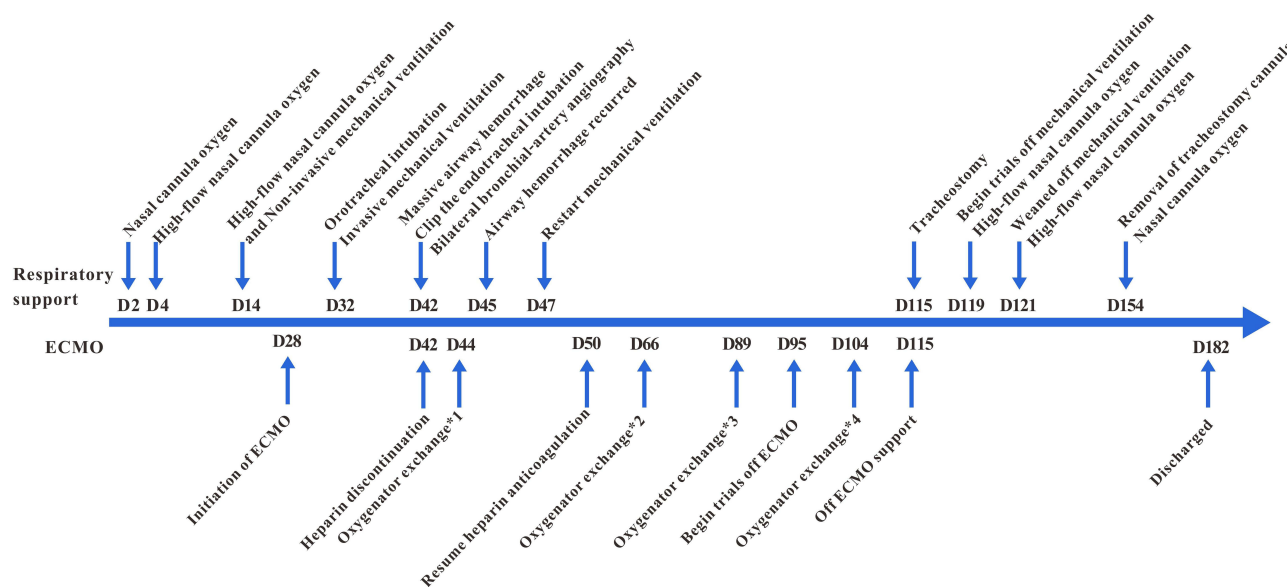 Nasal cannula oxygen
High-flow nasal cannula oxygen
High-flow nasal cannula oxygen
and Non-invasive mechanical ventilation
Orotracheal intubation
Invasive mechanical ventilation
Massive airway hemorrhage
Clip the endotracheal intubation
Bilateral bronchial-artery angiography
Airway hemorrhage recurred
Restart mechanical ventilation
Tracheostomy
Begin trials off mechanical ventilation
High-flow nasal cannula oxygen
Weaned off mechanical ventilation
High-flow nasal cannula oxygen
Removal of tracheostomy cannula
Nasal cannula oxygen
Respiratory
support
D2 D4 D14 D32 D42 D45 D47 D115 D119 D121 D154
ECMO
D28 D42 D44 D50 D66 D89 D95 D104 D115 D182
Initiation of ECMO
Heparin discontinuation
Oxygenator exchange*1
Resume heparin anticoagulation
Oxygenator exchange*2
Oxygenator exchange*3
Begin trials off ECMO
Oxygenator exchange*4
Off ECMO support
Discharged